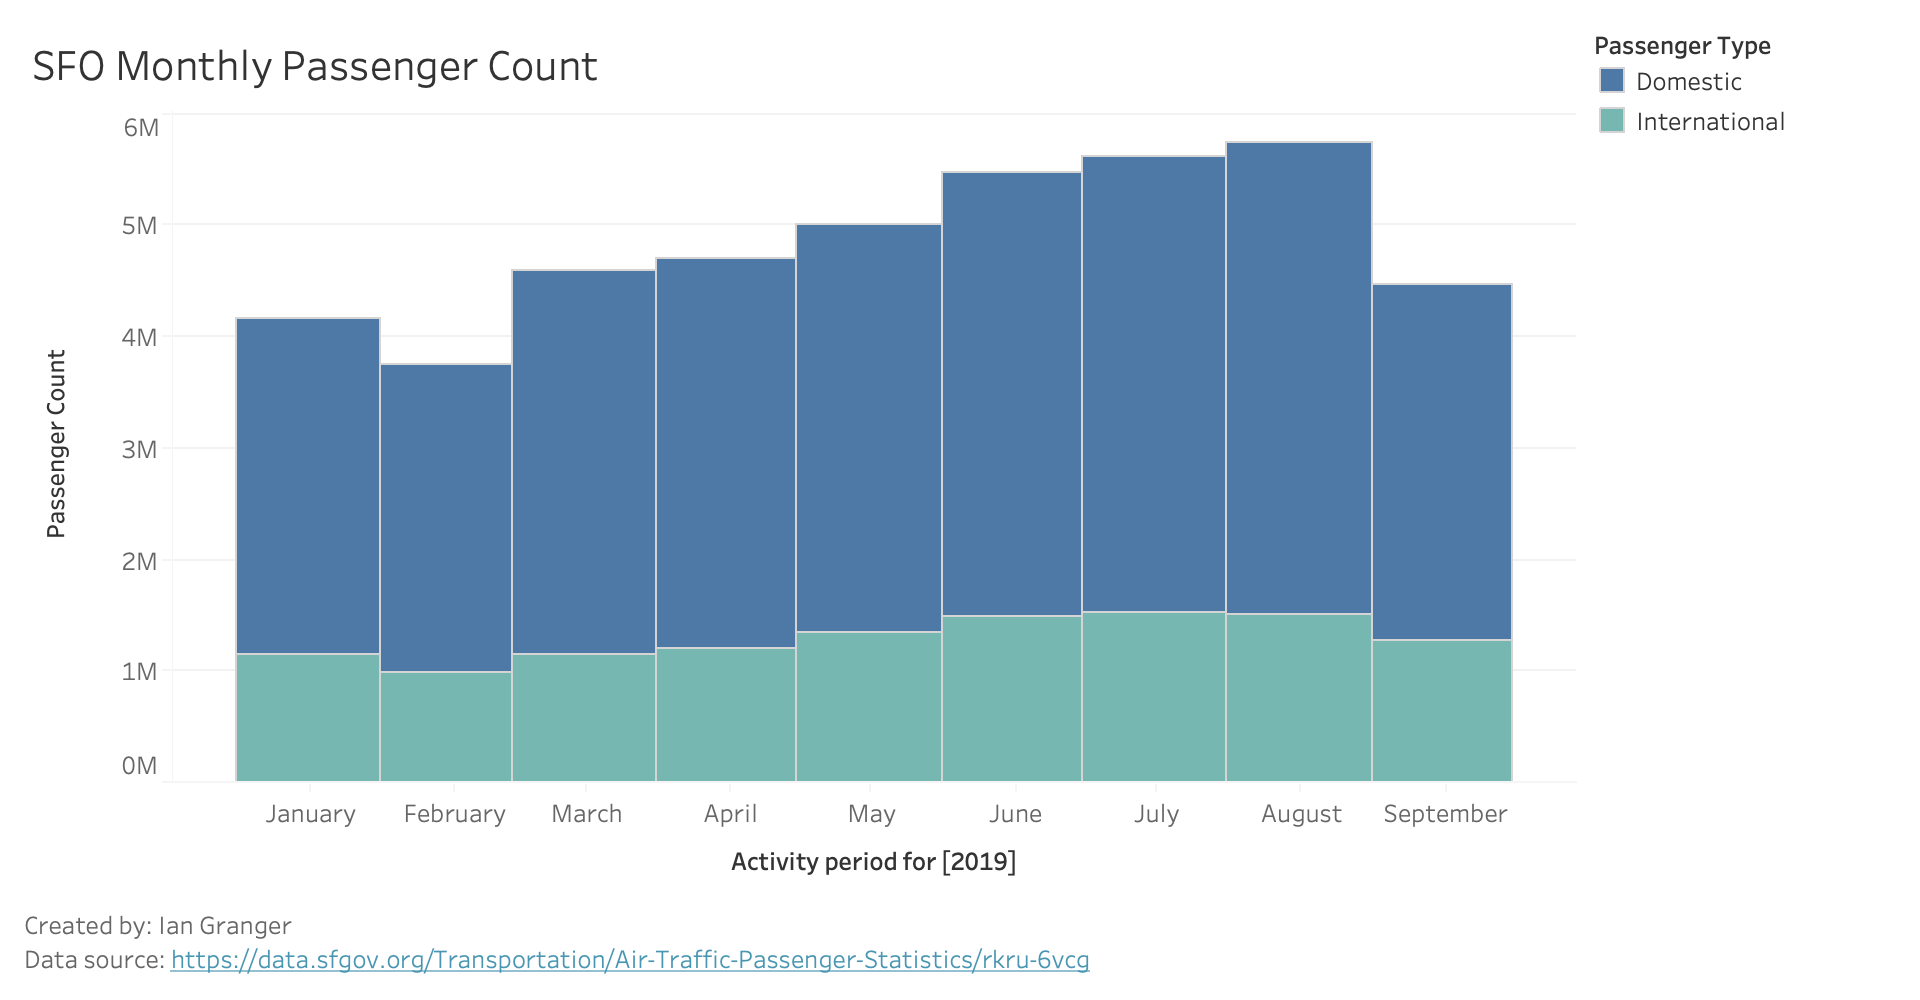 SFO Monthly Passenger Count
Passenger Type
Domestic
International
6M
5M
4M
3M
2M
1M
0M
Passenger Count
January February March April May June July August September
Activity period for [2019]
Created by: Ian Granger
Data source: https://data.sfgov.org/Transportation/Air-Traffic-Passenger-Statistics/rkru-6vcg